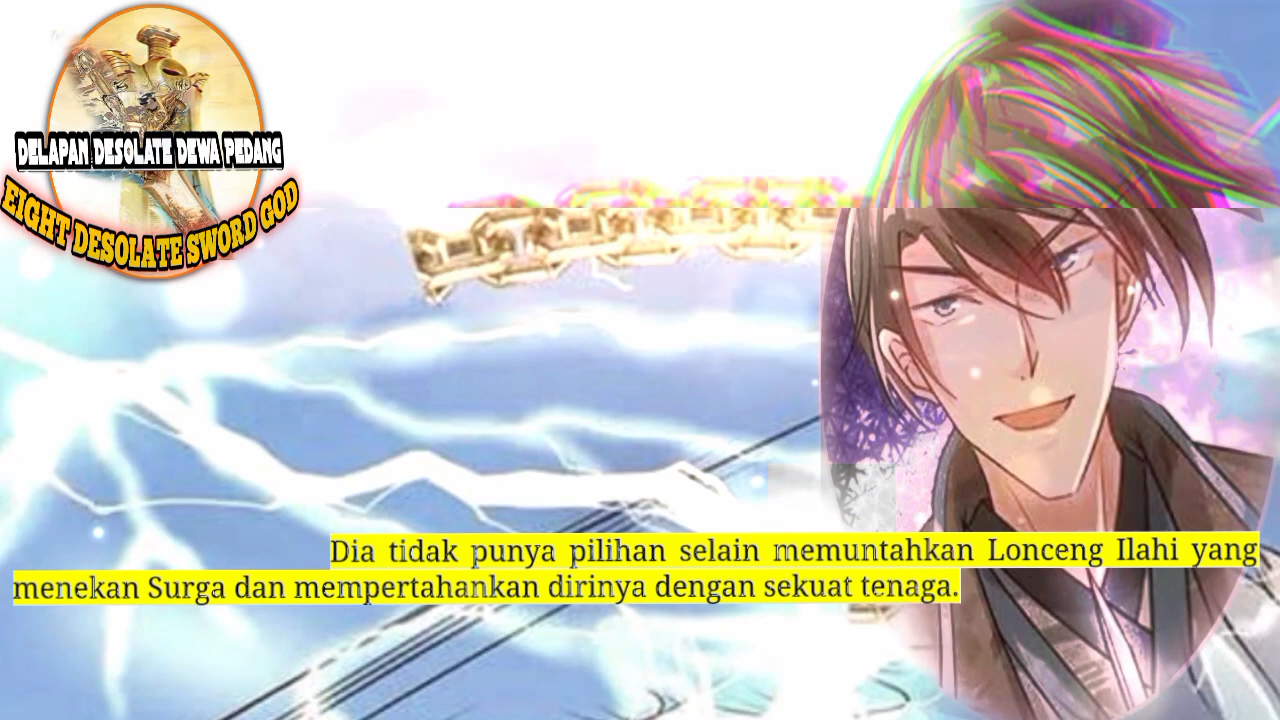 DELAPAN DESOLATE DEWA PEDANG
EIGHT DESOLATE SWORD GOD
Dia tidak punya pilihan selain memuntahkan Lonceng Ilahi yang
menekan Surga dan mempertahankan dirinya dengan sekuat tenaga.